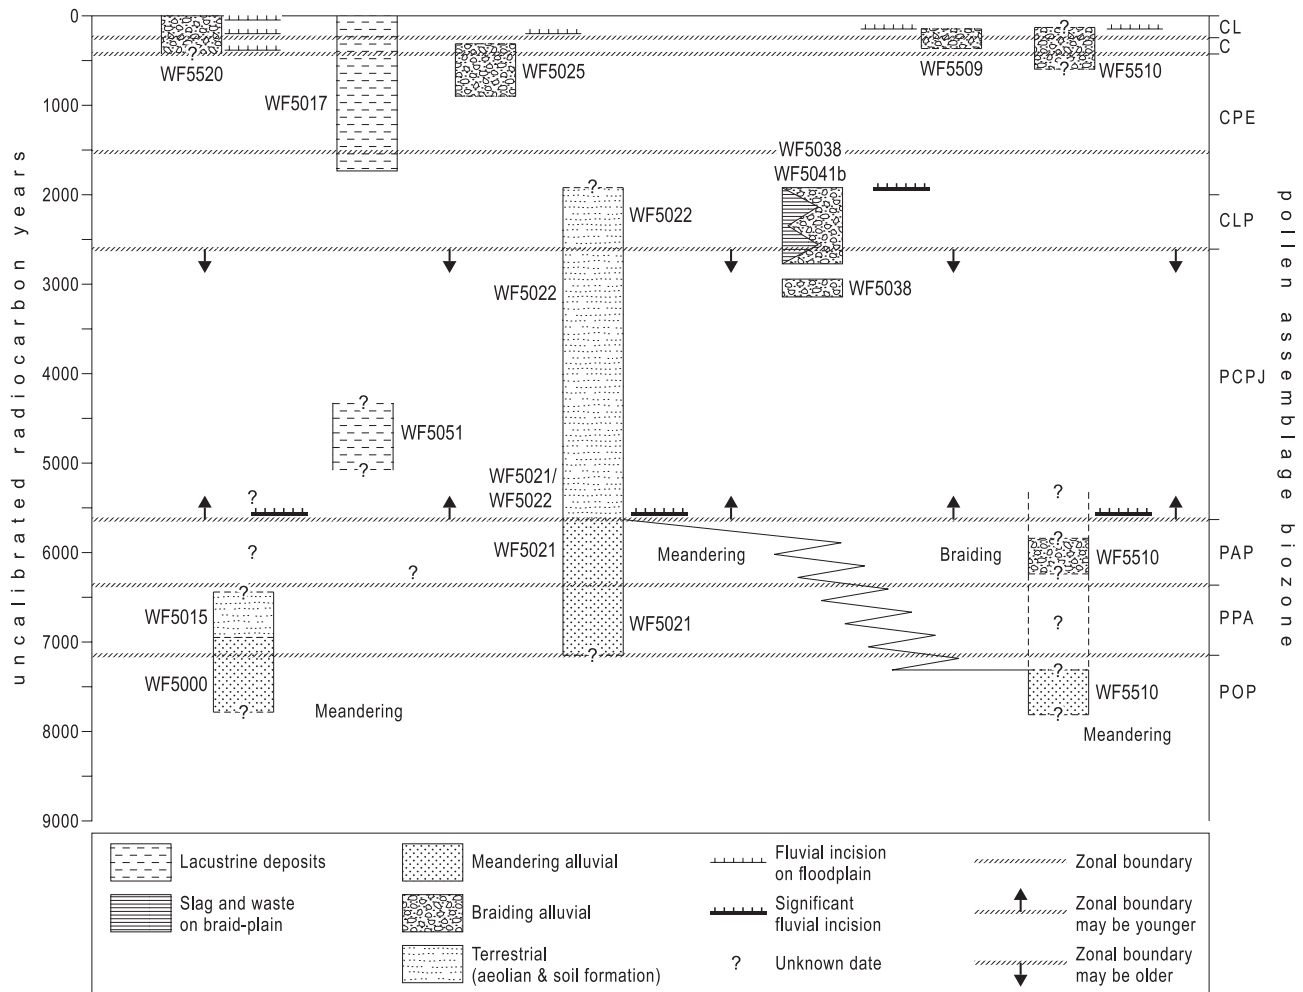 uncalibrated radiocarbon years
0
1000
2000
3000
4000
5000
6000
7000
8000
9000
pollen assemblage biozone
CL
C
CPE
CLP
PCPJ
PAP
PPA
POP
?
WF5520
WF5017
WF5025
WF5509
?
?
WF5510
WF5038
WF5041b
?
WF5022
WF5022
WF5038
?
WF5051
?
WF5021/
WF5022
?
?
?
WF5021
Meandering
Braiding
?
WF5510
?
?
?
WF5015
WF5021
?
?
WF5000
?
Meandering
?
WF5510
?
Meandering
Lacustrine deposits
Slag and waste
on braid-plain
Meandering alluvial
Braiding alluvial
Terrestrial
(aeolian & soil formation)
Fluvial incision
on floodplain
Significant
fluvial incision
? Unknown date
Zonal boundary
Zonal boundary
may be younger
Zonal boundary
may be older